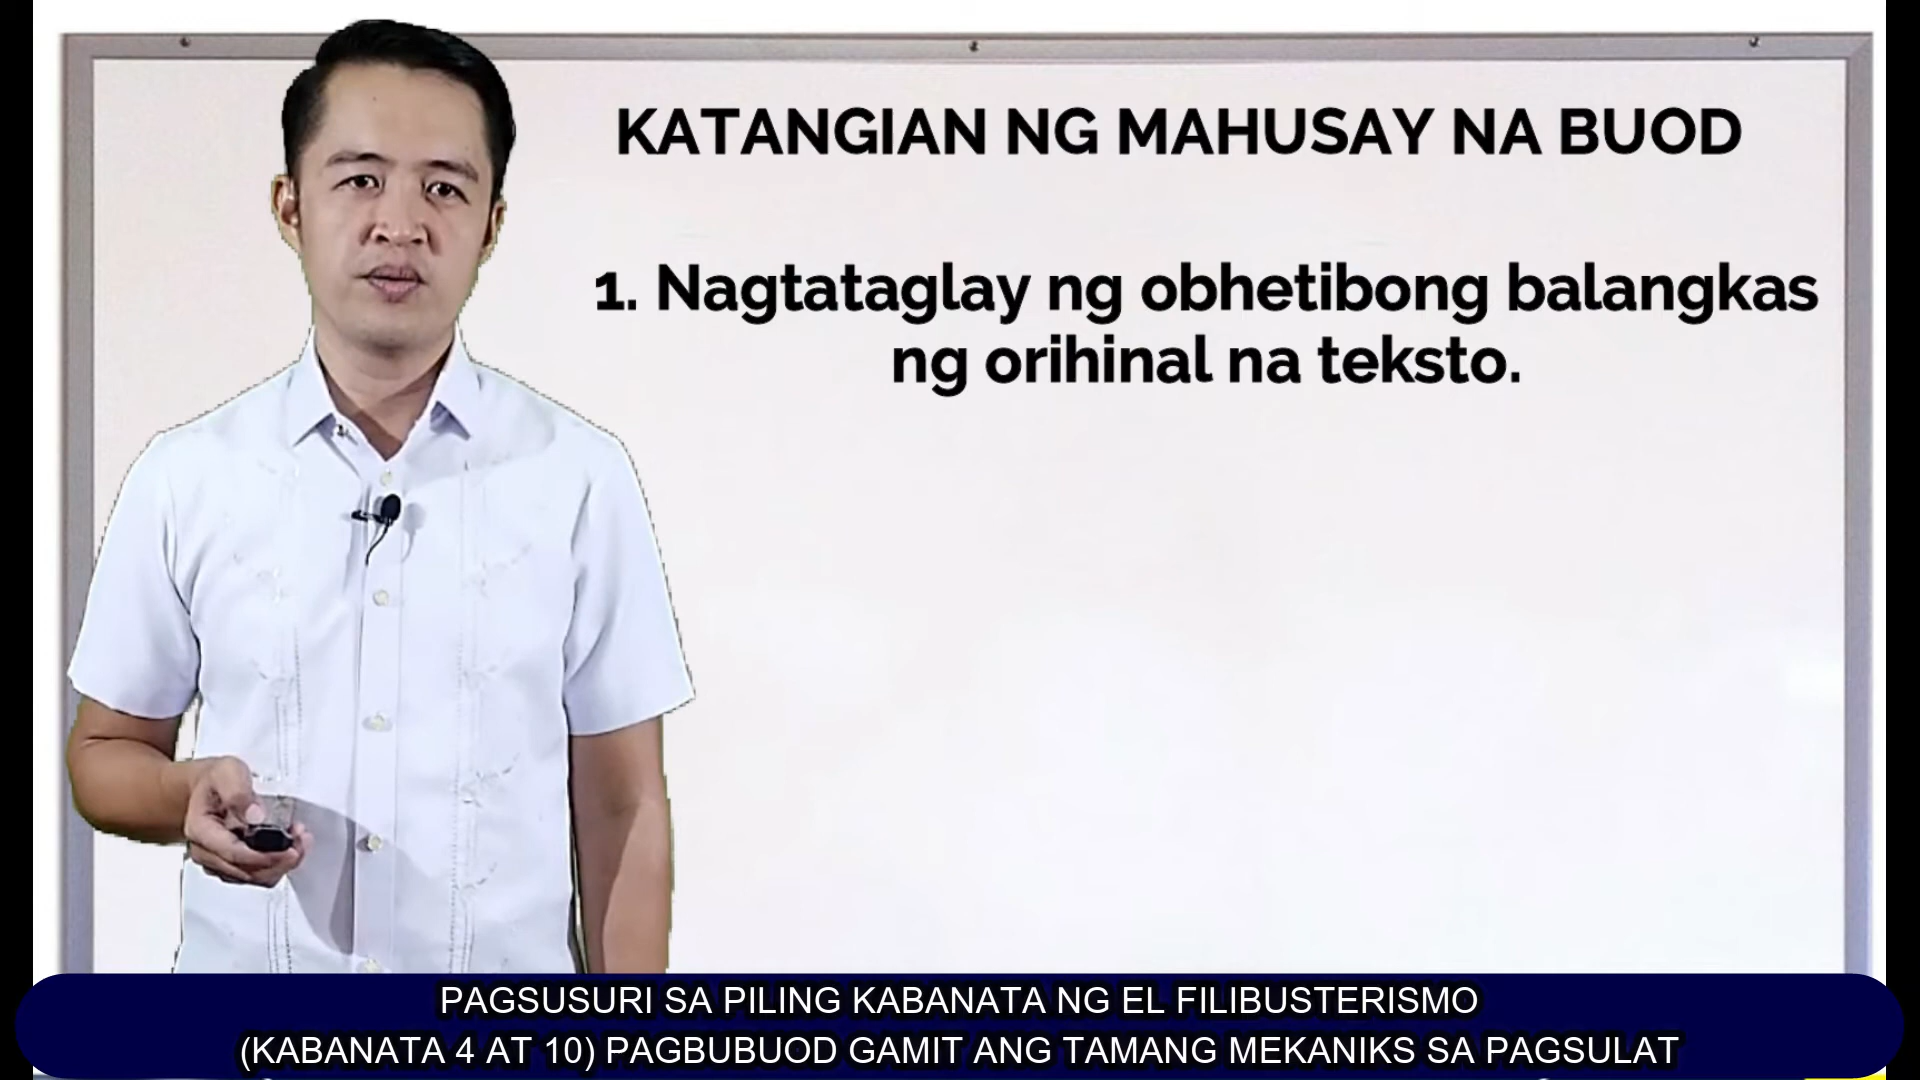 KATANGIAN NG MAHUSAY NA BUOD
1. Nagtataglay ng obhetibong balangkas
ng orihinal na teksto.
PAGSUSURI SA PILING KABANATA NG EL FILIBUSTERISMO
(KABANATA 4 AT 10) PAGBUBUOD GAMIT ANG TAMANG MEKANIKS SA PAGSULAT